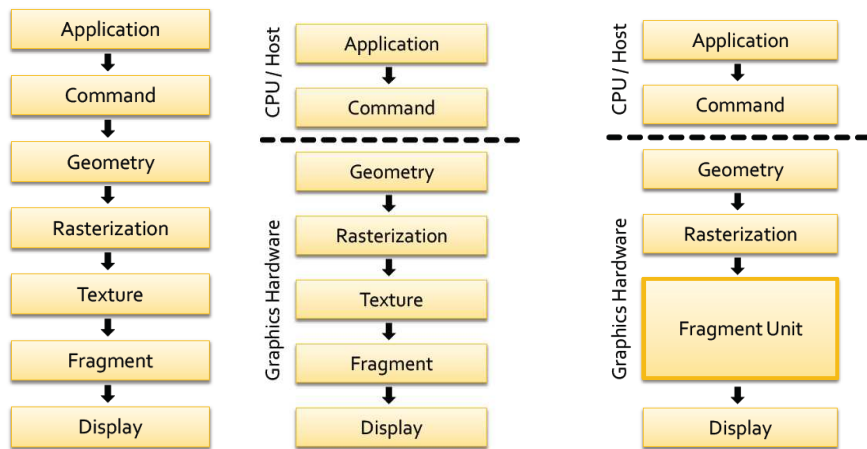 Application
Command
Geometry
Rasterization
Texture
Fragment
Display
CPU / Host
Application
Command
Graphics Hardware
Geometry
Rasterization
Texture
Fragment
Display
CPU / Host
Application
Command
Graphics Hardware
Geometry
Rasterization
Fragment Unit
Display